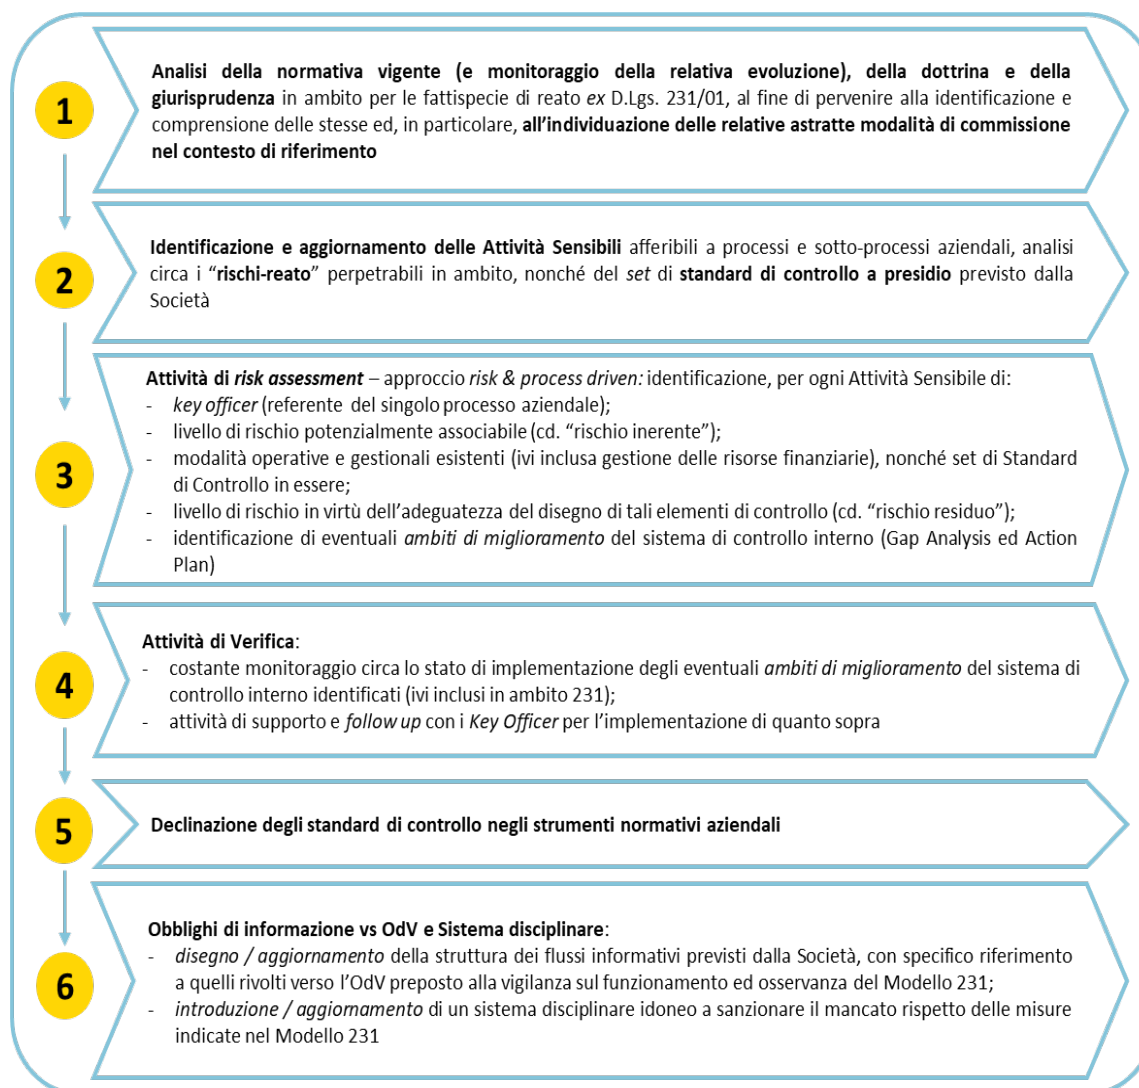 1
Analisi della normativa vigente (e monitoraggio della relativa evoluzione), della dottrina e della
giurisprudenza in ambito per le fattispecie di reato ex D.Lgs. 231/01, al fine di pervenire alla identificazione e
comprensione delle stesse ed, in particolare, all’individuazione delle relative astratte modalità di commissione
nel contesto di riferimento
2
Identificazione e aggiornamento delle Attività Sensibili afferibili a processi e sotto-processi aziendali, analisi
circa i “rischi-reato” perpetrabili in ambito, nonché del set di standard di controllo a presidio previsto dalla
Società
3
Attività di risk assessment – approccio risk & process driven: identificazione, per ogni Attività Sensibile di:
- key officer (referente del singolo processo aziendale);
- livello di rischio potenzialmente associabile (cd. “rischio inerente”);
- modalità operative e gestionali esistenti (ivi inclusa gestione delle risorse finanziarie), nonché set di Standard
di Controllo in essere;
- livello di rischio in virtù dell’adeguatezza del disegno di tali elementi di controllo (cd. “rischio residuo”);
- identificazione di eventuali ambiti di miglioramento del sistema di controllo interno (Gap Analysis ed Action
Plan)
4
Attività di Verifica:
- costante monitoraggio circa lo stato di implementazione degli eventuali ambiti di miglioramento del sistema di
controllo interno identificati (ivi inclusi in ambito 231);
- attività di supporto e follow up con i Key Officer per l’implementazione di quanto sopra
5
Declinazione degli standard di controllo negli strumenti normativi aziendali
6
Obblighi di informazione vs OdV e Sistema disciplinare:
- disegno / aggiornamento della struttura dei flussi informativi previsti dalla Società, con specifico riferimento
a quelli rivolti verso l’OdV preposto alla vigilanza sul funzionamento ed osservanza del Modello 231;
- introduzione / aggiornamento di un sistema disciplinare idoneo a sanzionare il mancato rispetto delle misure
indicate nel Modello 231